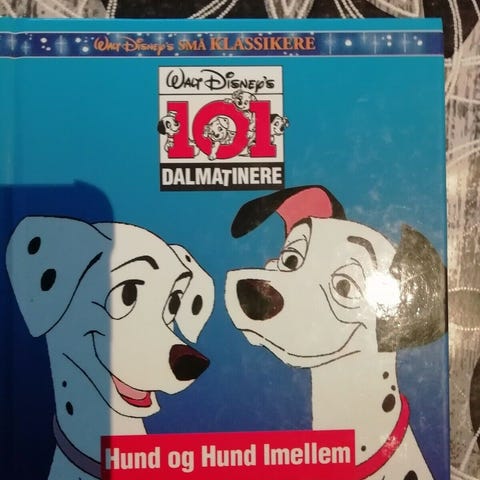 WALT DISNEY'S SMÅ KLASSIKERE
WALT DISNEY'S
101
DALMATINERE
Hund og Hund Imellem